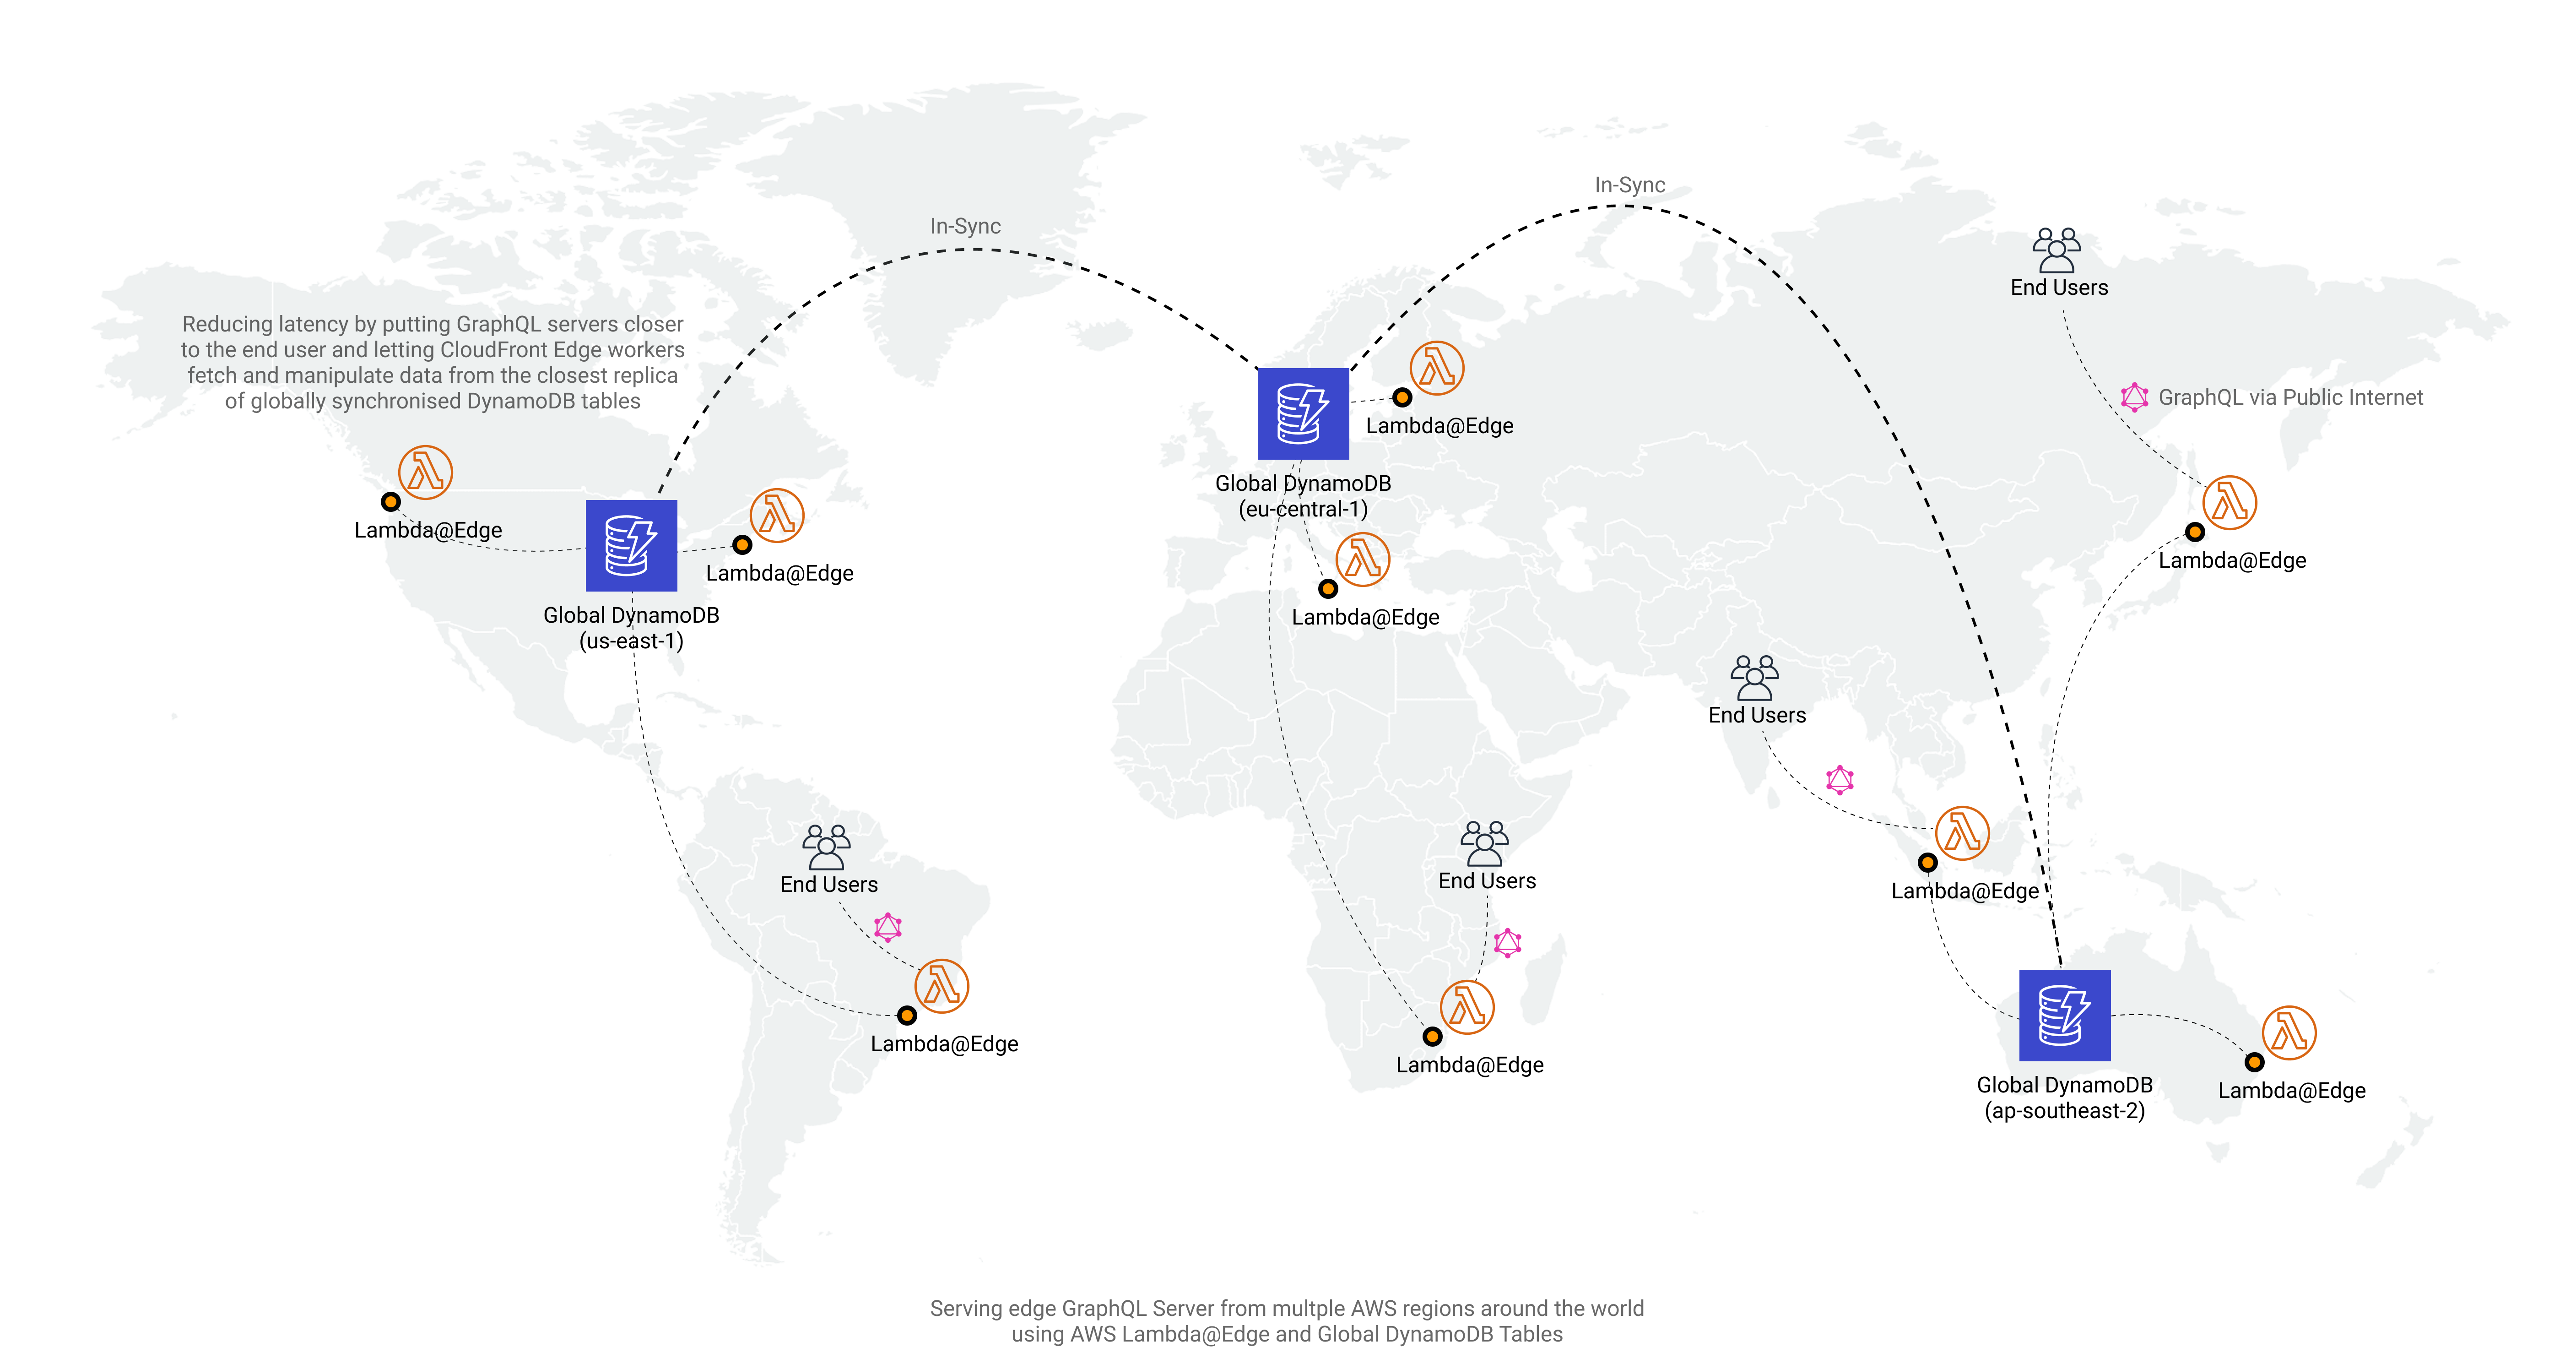 In-Sync
In-Sync
End Users
Reducing latency by putting GraphQL servers closer
to the end user and letting CloudFront Edge workers
fetch and manipulate data from the closest replica
of globally synchronised DynamoDB tables
GraphQL via Public Internet
Lambda@Edge
Global DynamoDB
(eu-central-1)
Lambda@Edge
Lambda@Edge
Lambda@Edge
Lambda@Edge
Global DynamoDB
(us-east-1)
Lambda@Edge
End Users
End Users
End Users
Lambda@Edge
Lambda@Edge
Lambda@Edge
Global DynamoDB
(ap-southeast-2)
Lambda@Edge
Serving edge GraphQL Server from multple AWS regions around the world
using AWS Lambda@Edge and Global DynamoDB Tables